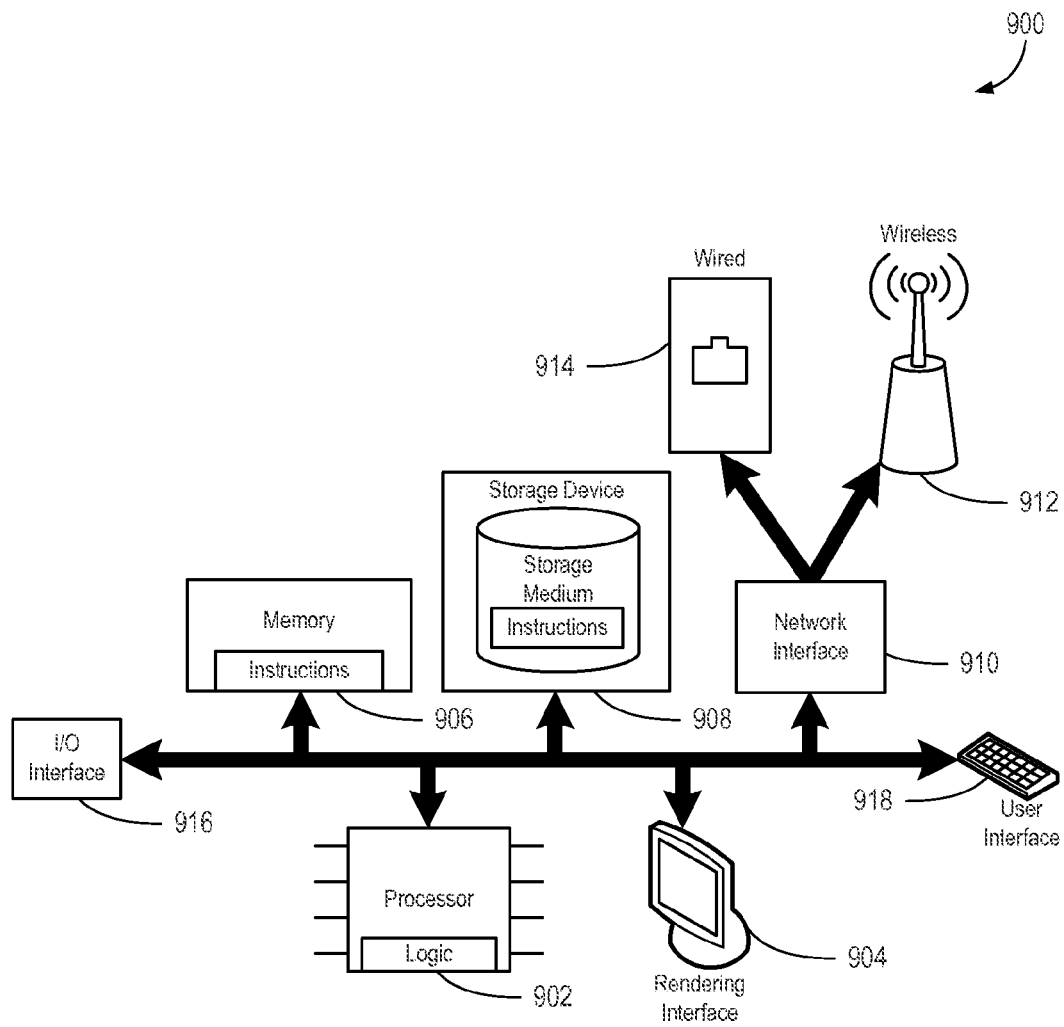 900
Wireless
Wired
914
912
Storage Device
Storage
Medium
Instructions
Memory
Instructions
Network
Interface
910
906
908
I/O
Interface
916
918
User
Interface
Processor
Logic
902
904
Rendering
Interface